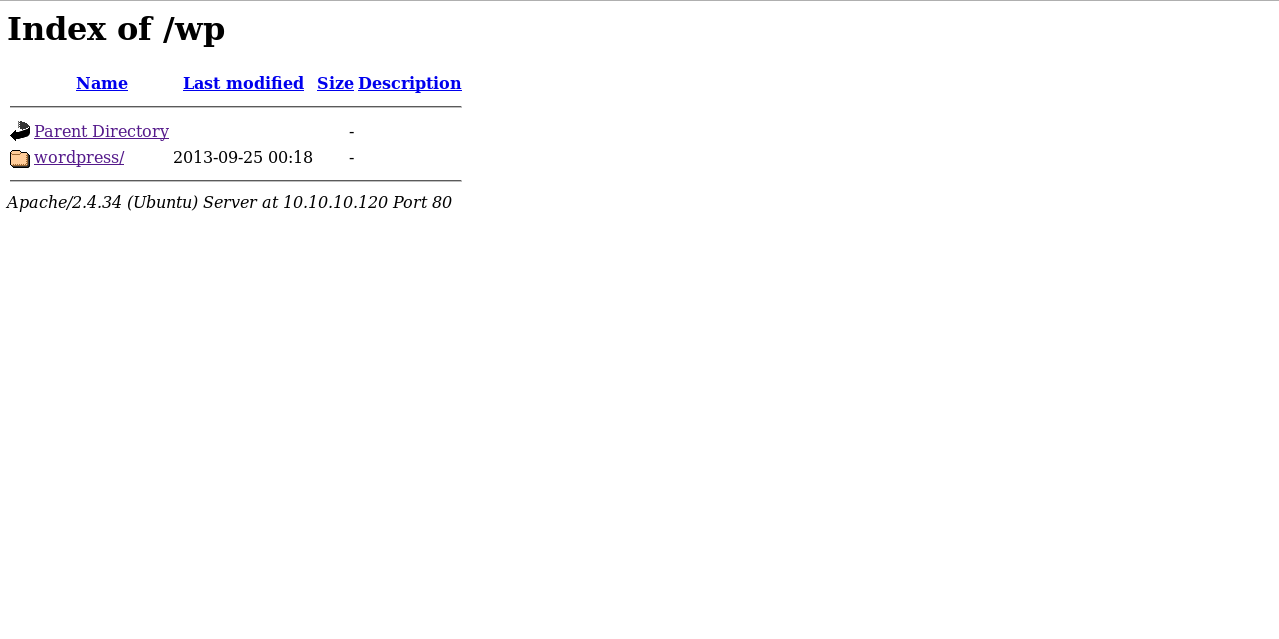 Index of /wp
Name Last modified Size Description
Parent Directory -
wordpress/ 2013-09-25 00:18 -
Apache/2.4.34 (Ubuntu) Server at 10.10.10.120 Port 80